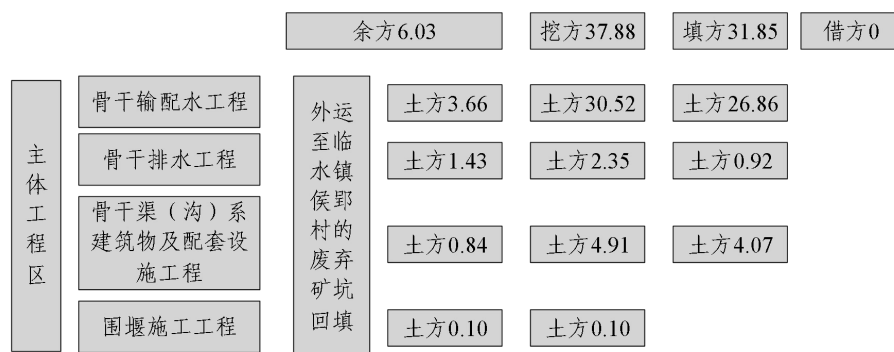 余方6.03 挖方37.88 填方31.85 借方0
主体工程区
骨干输配水工程
骨干排水工程
骨干渠（沟）系
建筑物及配套设
施工程
围堰施工工程
外运
至临
水镇
侯郢
村的
废弃
矿坑
回填
土方3.66 土方30.52 土方26.86
土方1.43 土方2.35 土方0.92
土方0.84 土方4.91 土方4.07
土方0.10 土方0.10